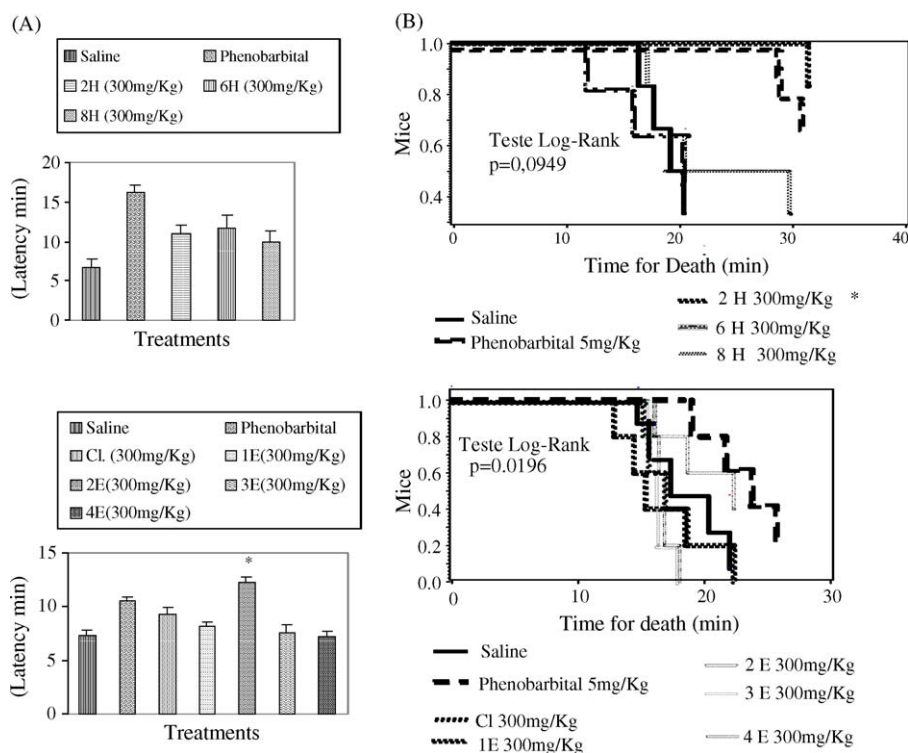 (A)
Saline Phenobarbital
2H (300mg/Kg) 6H (300mg/Kg)
8H (300mg/Kg)
(Latency min)
20
15
10
5
0
Treatments
Saline Phenobarbital
Cl. (300mg/Kg) 1E(300mg/Kg)
2E(300mg/Kg) 3E(300mg/Kg)
4E(300mg/Kg)
(Latency min)
15
10
5
0
*
Treatments
(B)
Mice
1.0
0.8
0.6
0.4
Teste Log-Rank
p=0,0949
0 10 20 30 40
Time for Death (min)
Saline
Phenobarbital 5mg/Kg
2 H 300mg/Kg *
6 H 300mg/Kg
8 H 300mg/Kg
Mice
1.0
0.8
0.6
0.4
0.2
0.0
Teste Log-Rank
p=0.0196
0 10 20 30
Time for death (min)
Saline
Phenobarbital 5mg/Kg
Cl 300mg/Kg
1E 300mg/Kg
2 E 300mg/Kg
3 E 300mg/Kg
4 E 300mg/Kg